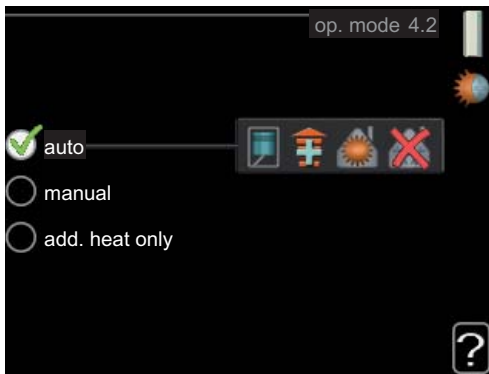 op. mode 4.2
auto
manual
add. heat only
?